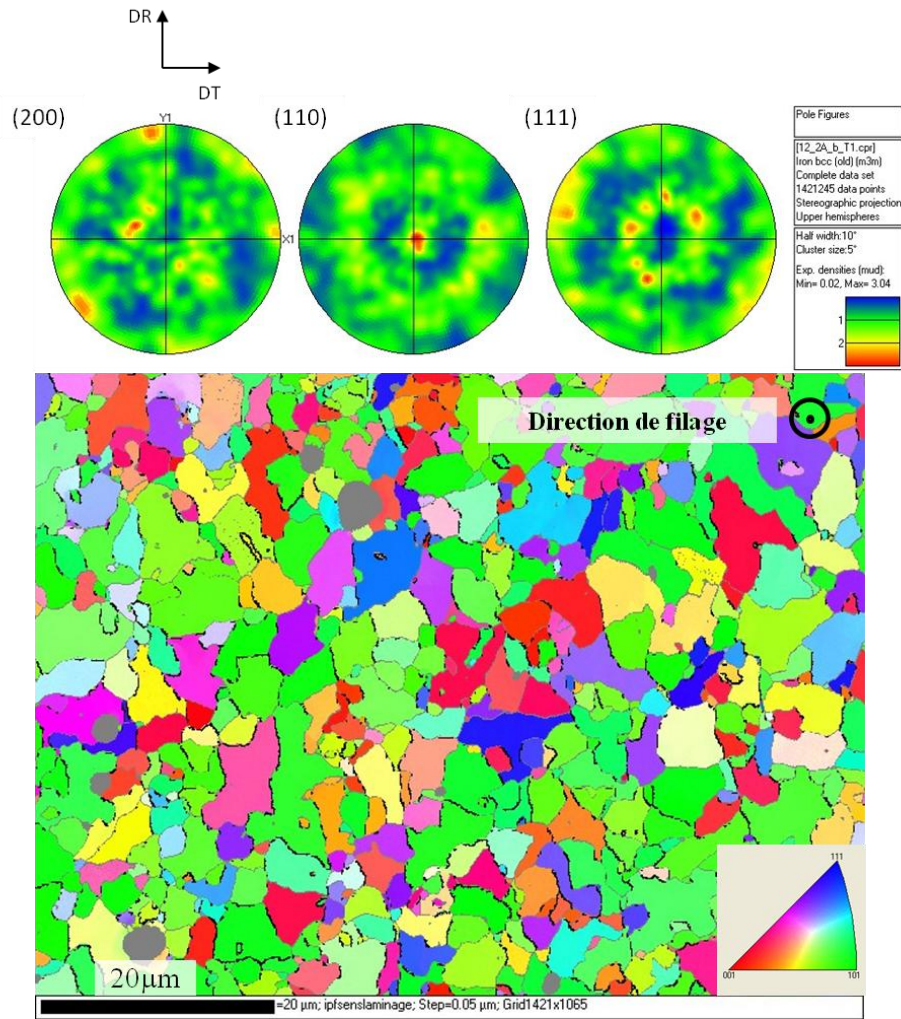 DR
DT
(200)
Y1
X1
(110)
(111)
Pole Figures
[12_2A_b_T1.cpr]
Iron bcc (old) (m3m)
Complete data set
1421245 data points
Stereographic projection
Upper hemispheres
Half width:10°
Cluster size:5°
Exp. densities (mud):
Min= 0.02, Max= 3.04
1
2
Direction de filage
111
001
101
20µm
=20 µm; ipfsenslaminage; Step=0.05 µm; Grid1421x1065